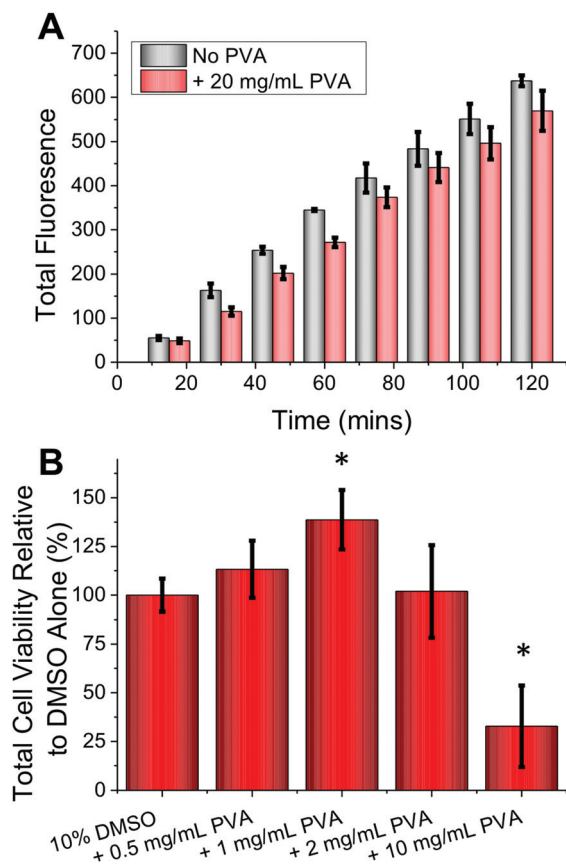 A
No PVA
+ 20 mg/mL PVA
700
600
500
400
300
200
100
0
Total Fluoresence
0 20 40 60 80 100 120
Time (mins)
B
150
125
100
75
50
25
0
Total Cell Viability Relative
to DMSO Alone (%)
*
*
10% DMSO
+ 0.5 mg/mL PVA
+ 1 mg/mL PVA
+ 2 mg/mL PVA
+ 10 mg/mL PVA